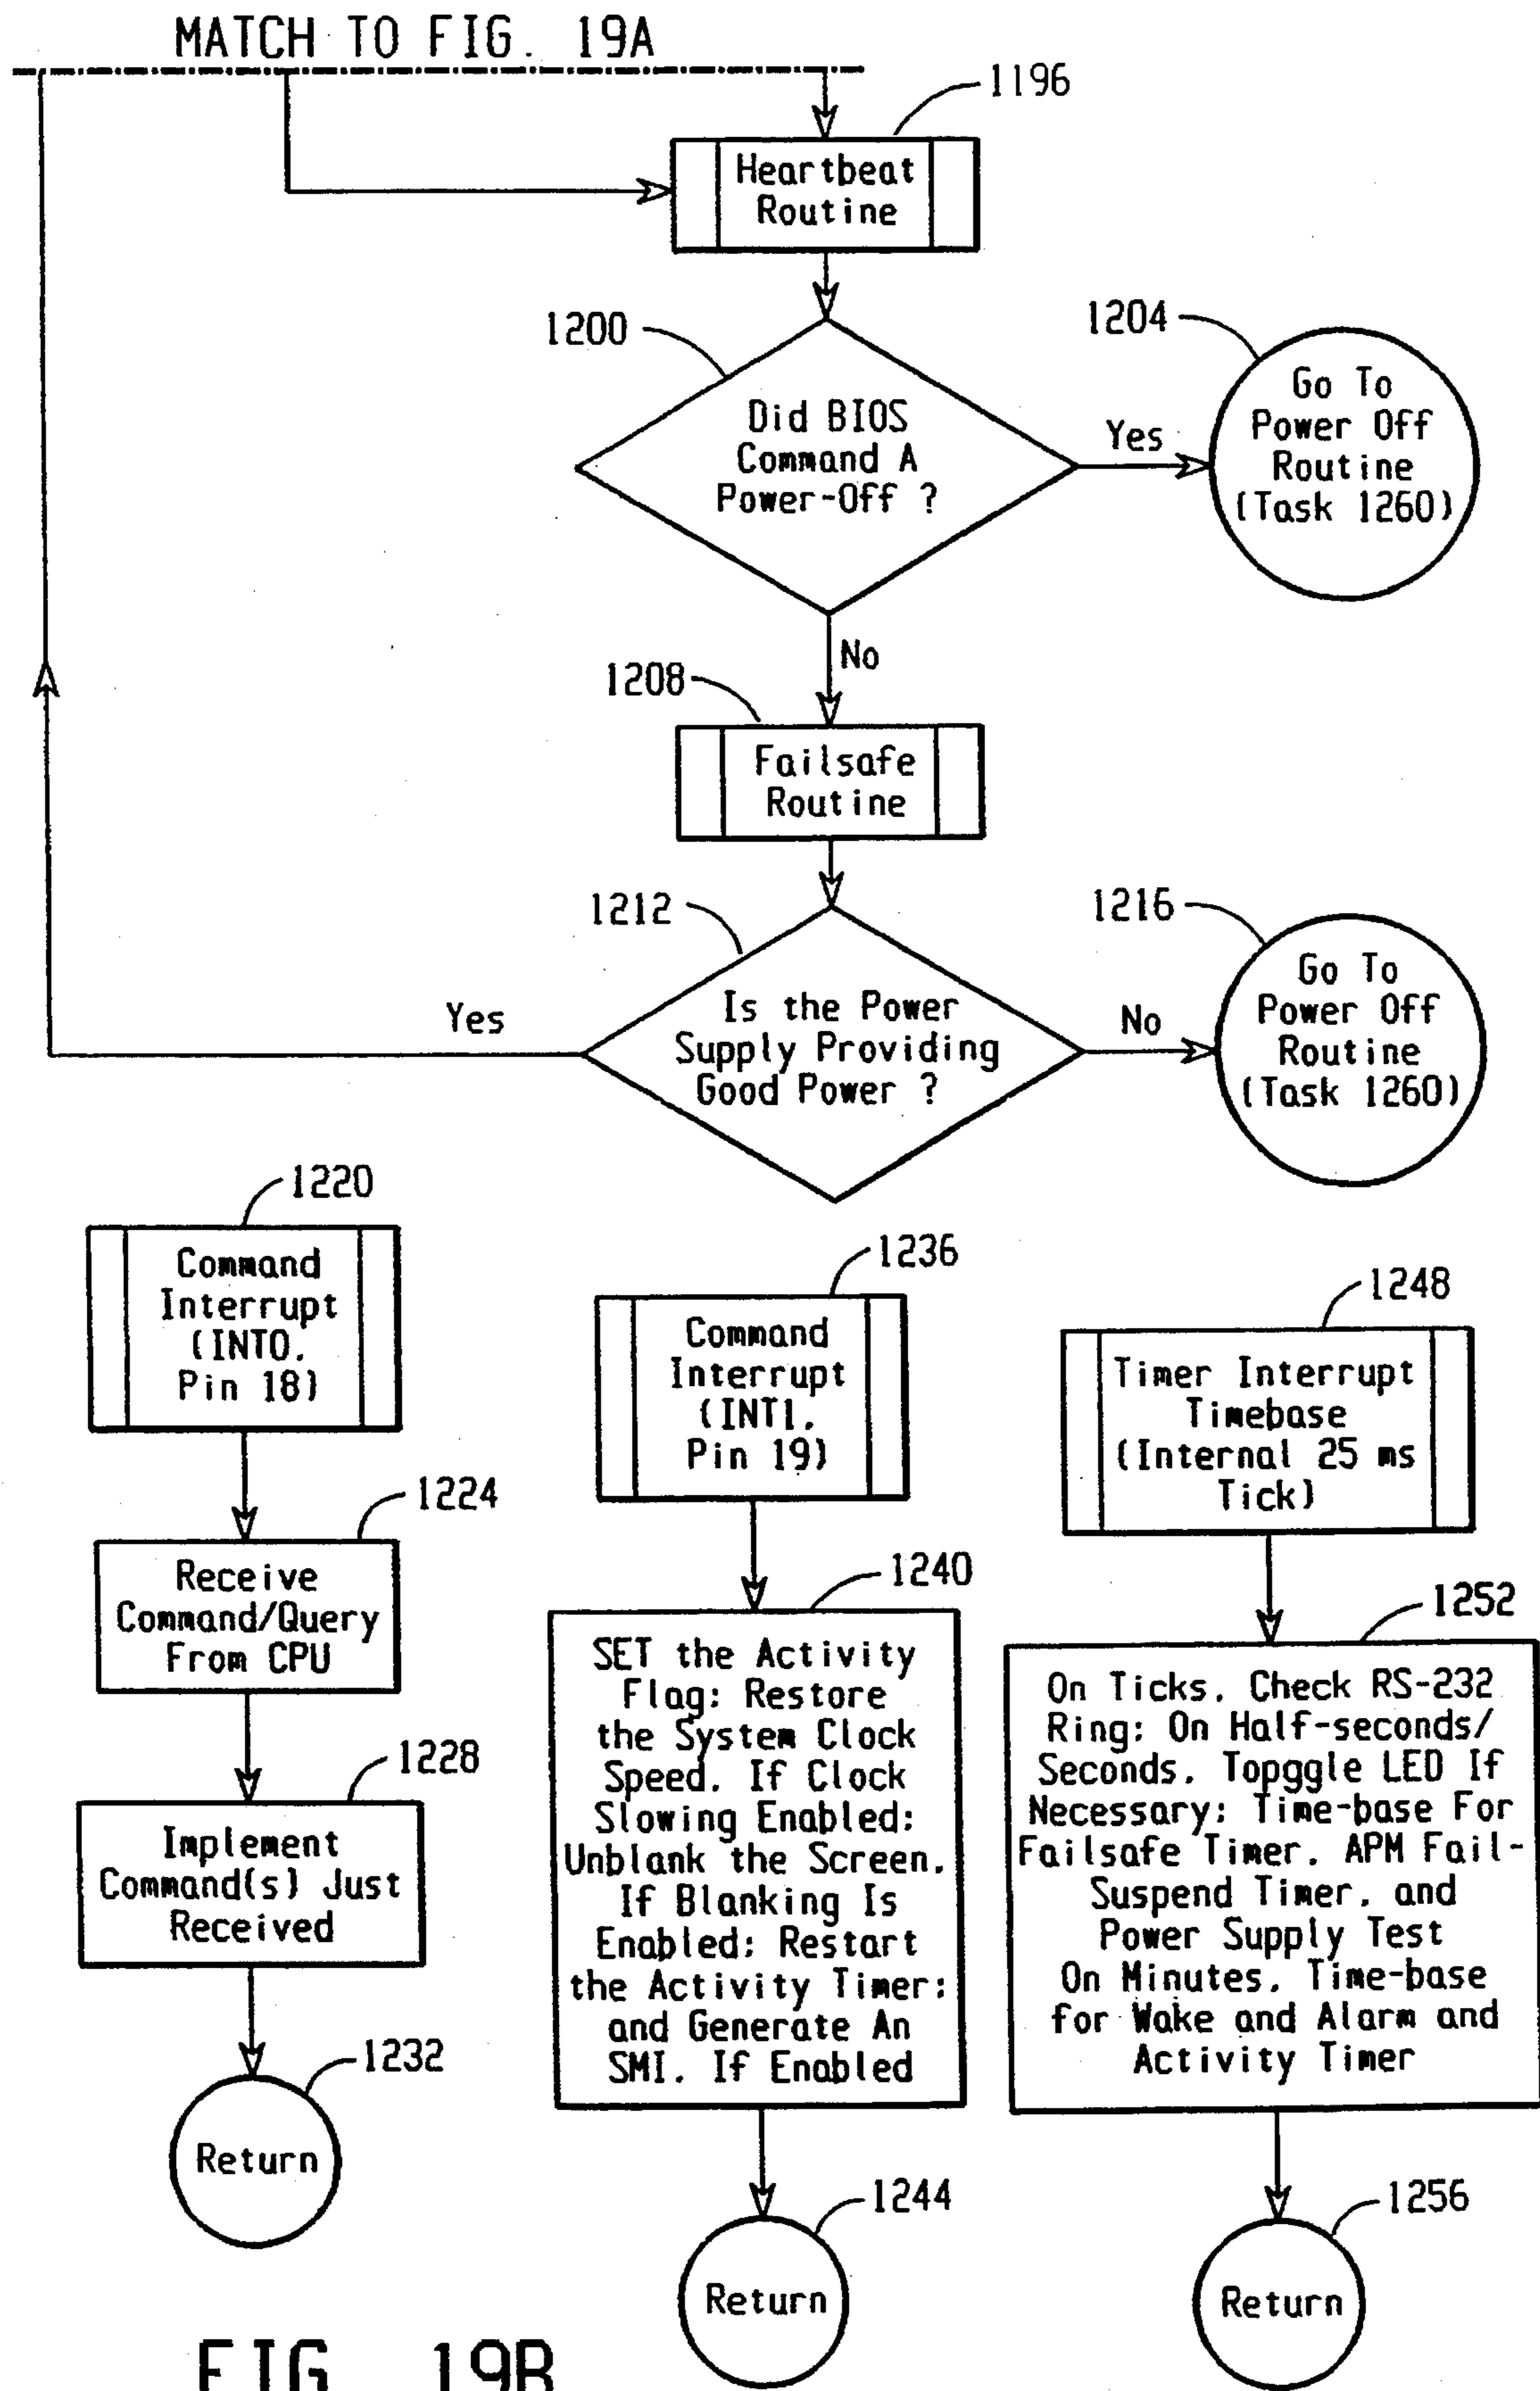 MATCH TO FIG. 19A
1196
Heartbeat
Routine
1200
Did BIOS
Command A
Power-Off ?
Yes
1204
Go To
Power Off
Routine
(Task 1260)
No
1208
Failsafe
Routine
1212
Is the Power
Supply Providing
Good Power ?
Yes
No
1216
Go To
Power Off
Routine
(Task 1260)
1220
Command
Interrupt
(INT0.
Pin 18)
1224
Receive
Command/Query
From CPU
1228
Implement
Command(s) Just
Received
1232
Return
1236
Command
Interrupt
(INT1.
Pin 19)
1240
SET the Activity
Flag: Restore
the System Clock
Speed. If Clock
Slowing Enabled:
Unblank the Screen.
If Blanking Is
Enabled: Restart
the Activity Timer:
and Generate An
SMI. If Enabled
1244
Return
1248
Timer Interrupt
Timebase
(Internal 25 ms
Tick)
1252
On Ticks. Check RS-232
Ring: On Half-seconds/
Seconds. Topggle LED If
Necessary: Time-base For
Failsafe Timer. APM Fail-
Suspend Timer. and
Power Supply Test
On Minutes. Time-base
for Wake and Alarm and
Activity Timer
1256
Return
FIG. 19B